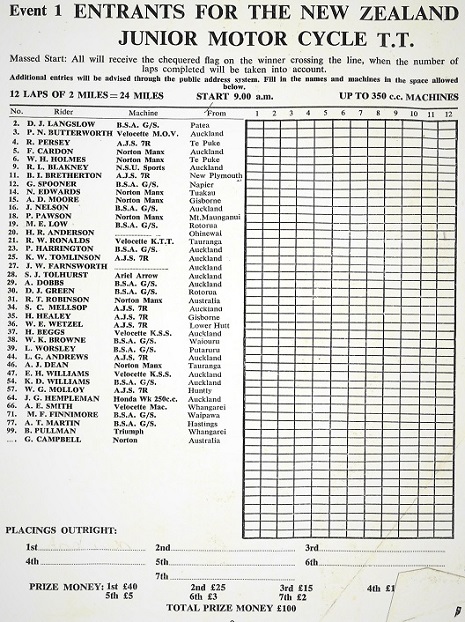 Event 1 ENTRANTS FOR THE NEW ZEALAND
JUNIOR MOTOR CYCLE T.T.
Massed Start: All will receive the chequered flag on the winner crossing the line, when the number of
laps completed will be taken into account.
Additional entries will be advised through the public address system. Fill in the names and machines in the space allowed
below.
12 LAPS OF 2 MILES=24 MILES START 9.00 a.m. UP TO 350 c.c. MACHINES
No. Rider Machine From 1 2 3 4 5 6 7 8 9 10 11 12
2. D. J. LANGSLOW B.S.A. G/S. Patea
3. P. N. BUTTERWORTH Velocette M.O.V. Auckland
4. R. PERSEY A.J.S. 7R Te Puke
5. F. CARDON Norton Manx Auckland
6. W. H. HOLMES Norton Manx Te Puke
9. R. L. BLAKNEY N.S.U. Sports Auckland
11. B. I. BRETHERTON A.J.S. 7R New Plymouth
12. G. SPOONER B.S.A. G/S. Napier
14. N. EDWARDS Norton Manx Tuakau
15. A. D. MOORE Norton Manx Gisborne
16. J. NELSON B.S.A. G/S. Auckland
18. P. PAWSON Norton Manx Mt.Maunganui
19. M. E. LOW B.S.A. G/S. Rotorua
20. H. R. ANDERSON ............ Ohinewai
21. R. W. RONALDS Velocette K.T.T. Tauranga
23. P. HARRINGTON B.S.A. G/S. Auckland
25. K. W. TOMLINSON A.J.S. 7R Auckland
27. J. W. FARNSWORTH ............ Auckland
28. S. J. TOLHURST Ariel Arrow Auckland
29. A. DOBBS B.S.A. G/S. Auckland
30. D. J. GREEN B.S.A. G/S. Rotorua
31. R. T. ROBINSON Norton Manx Australia
34. S. C. MELLSOP A.J.S. 7R Auckland
35. H. HEALEY A.J.S. 7R Gisborne
36. W. E. WETZEL A.J.S. 7R Lower Hutt
37. H. BEGGS Velocette K.S.S. Auckland
38. W. K. BROWNE B.S.A. G/S. Waiouru
39. L. WORSLEY B.S.A. G/S. Putaruru
44. L. G. ANDREWS A.J.S. 7R Auckland
46. A. J. DEAN Norton Manx Tauranga
47. E. H. WILLIAMS Velocette K.S.S. Auckland
54. K. D. WILLIAMS B.S.A. G/S. Auckland
57. W. G. MOLLOY A.J.S. 7R Huntly
64. J. G. HEMPLEMAN Honda Wk 250c.c. Auckland
66. A. E. SMITH Velocette Mac. Whangarei
71. M. F. FINNIMORE B.S.A. G/S. Waipawa
77. A. T. MARTIN B.S.A. G/S. Hastings
99. B. PULLMAN Triumph Whangarei
.... G. CAMPBELL Norton Australia
PLACINGS OUTRIGHT:
1st............ 2nd............ 3rd............
4th............ 5th............ 6th............
7th............
PRIZE MONEY: 1st £40 2nd £25 3rd £15 4th £1
5th £5 6th £3 7th £2
TOTAL PRIZE MONEY £100